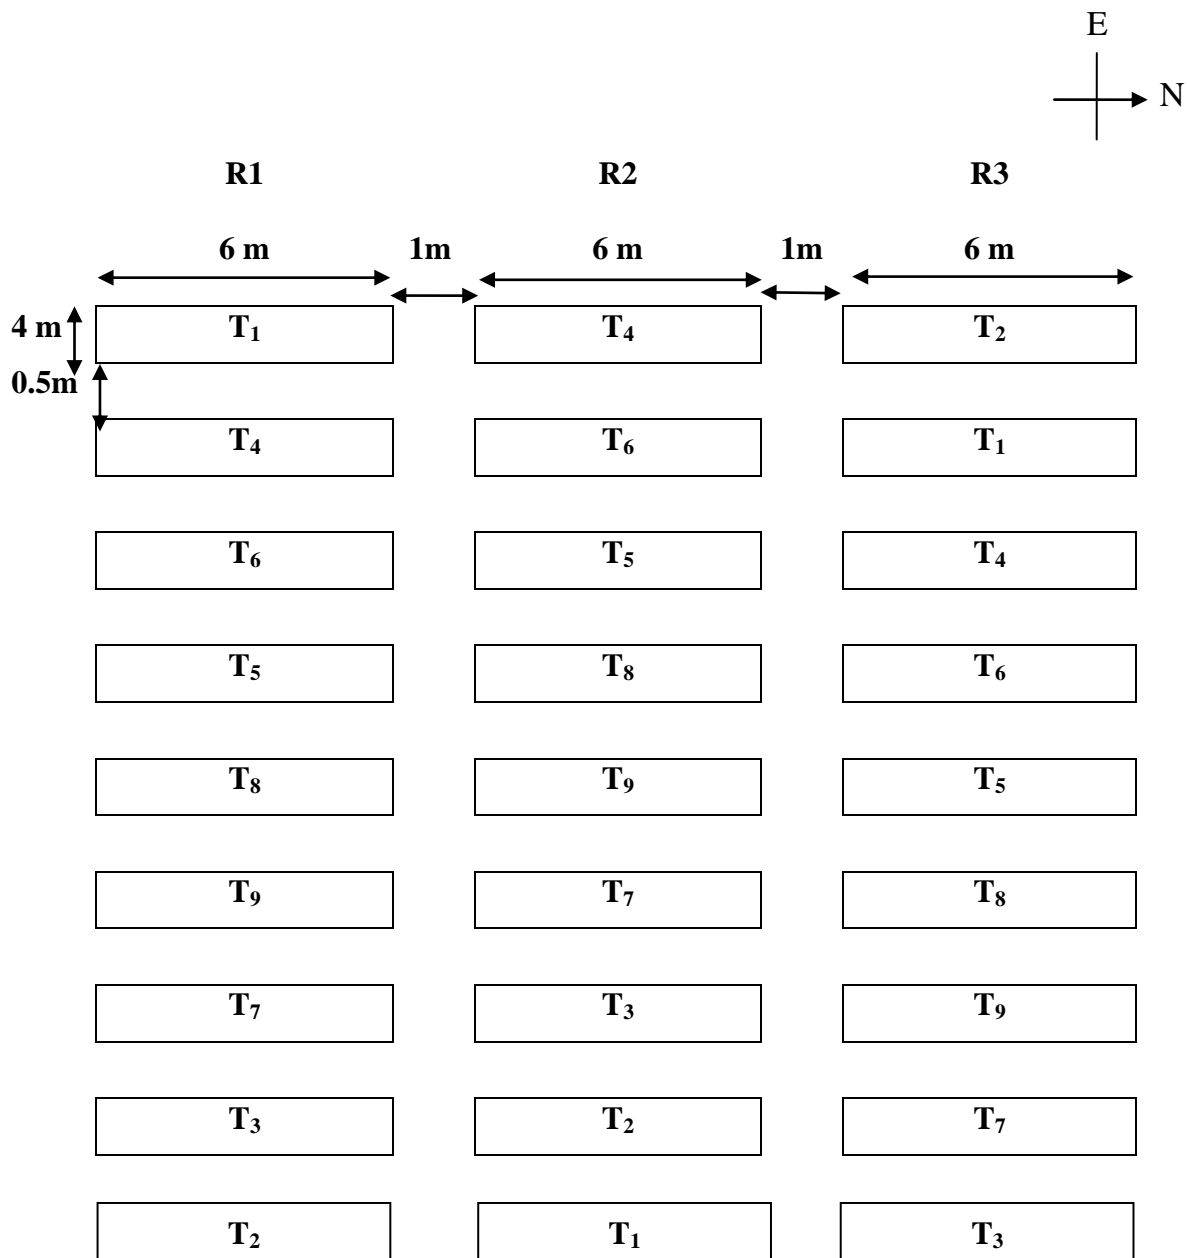 E
N
R1 R2 R3
6 m 1m 6 m 1m 6 m
4 m T₁ T₄ T₂
0.5m
T₄ T₆ T₁
T₆ T₅ T₄
T₅ T₈ T₆
T₈ T₉ T₅
T₉ T₇ T₈
T₇ T₃ T₉
T₃ T₂ T₇
T₂ T₁ T₃